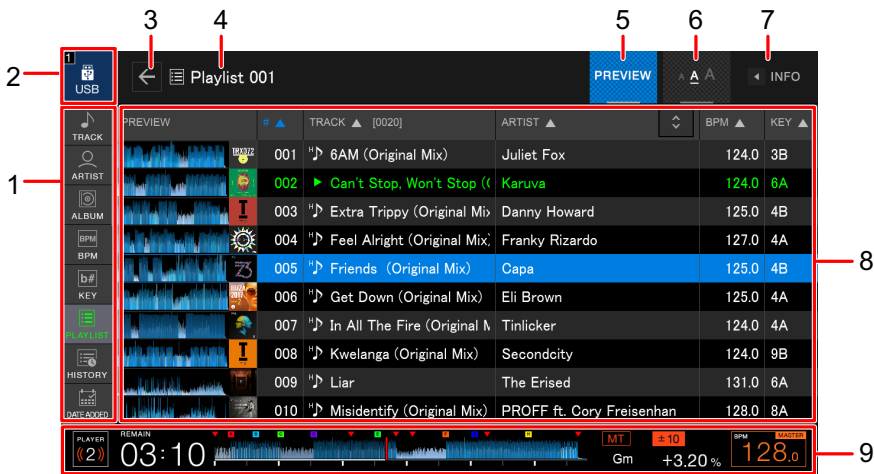 3 4 5 6 7
2
1
USB
Playlist 001
PREVIEW
A A A
INFO
1
TRACK
ARTIST
ALBUM
BPM
BPM
b#
KEY
PLAYLIST
HISTORY
DATE ADDED
PREVIEW # TRACK [0020] ARTIST BPM KEY
TRXD72 001 H 6AM (Original Mix) Juliet Fox 124.0 3B
002 Can't Stop, Won't Stop (( Karuva 124.0 6A
003 H Extra Trippy (Original Mix Danny Howard 125.0 4B
004 H Feel Alright (Original Mix) Franky Rizardo 127.0 4A
005 H Friends (Original Mix) Capa 125.0 4B
IBIZA 2017 006 H Get Down (Original Mix) Eli Brown 125.0 4A
007 H In All The Fire (Original M Tinlicker 124.0 4A
008 H Kwelanga (Original Mix) Secondcity 124.0 9B
009 H Liar The Erised 131.0 6A
010 H Misidentify (Original Mix) PROFF ft. Cory Freisenhan 128.0 8A
8
PLAYER
2
REMAIN
03:10
MT ±10
Gm +3.20 %
BPM MASTER
128.0
9